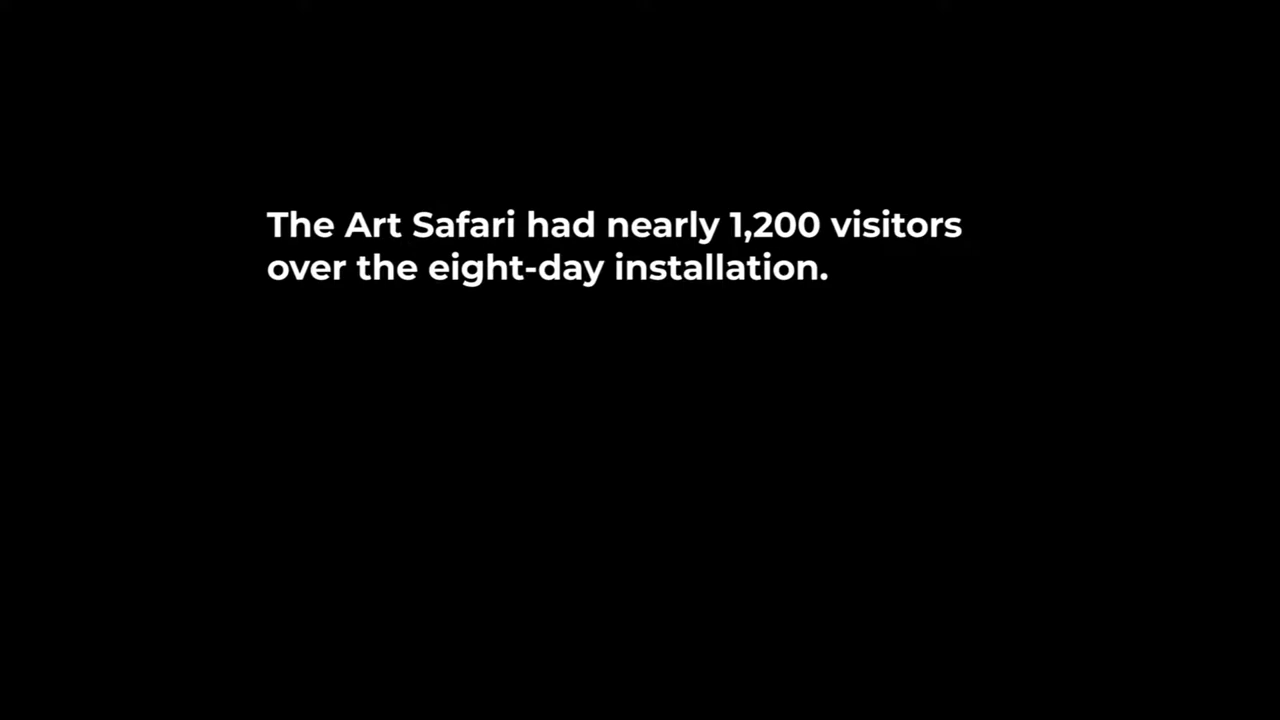 The Art Safari had nearly 1,200 visitors
over the eight-day installation.